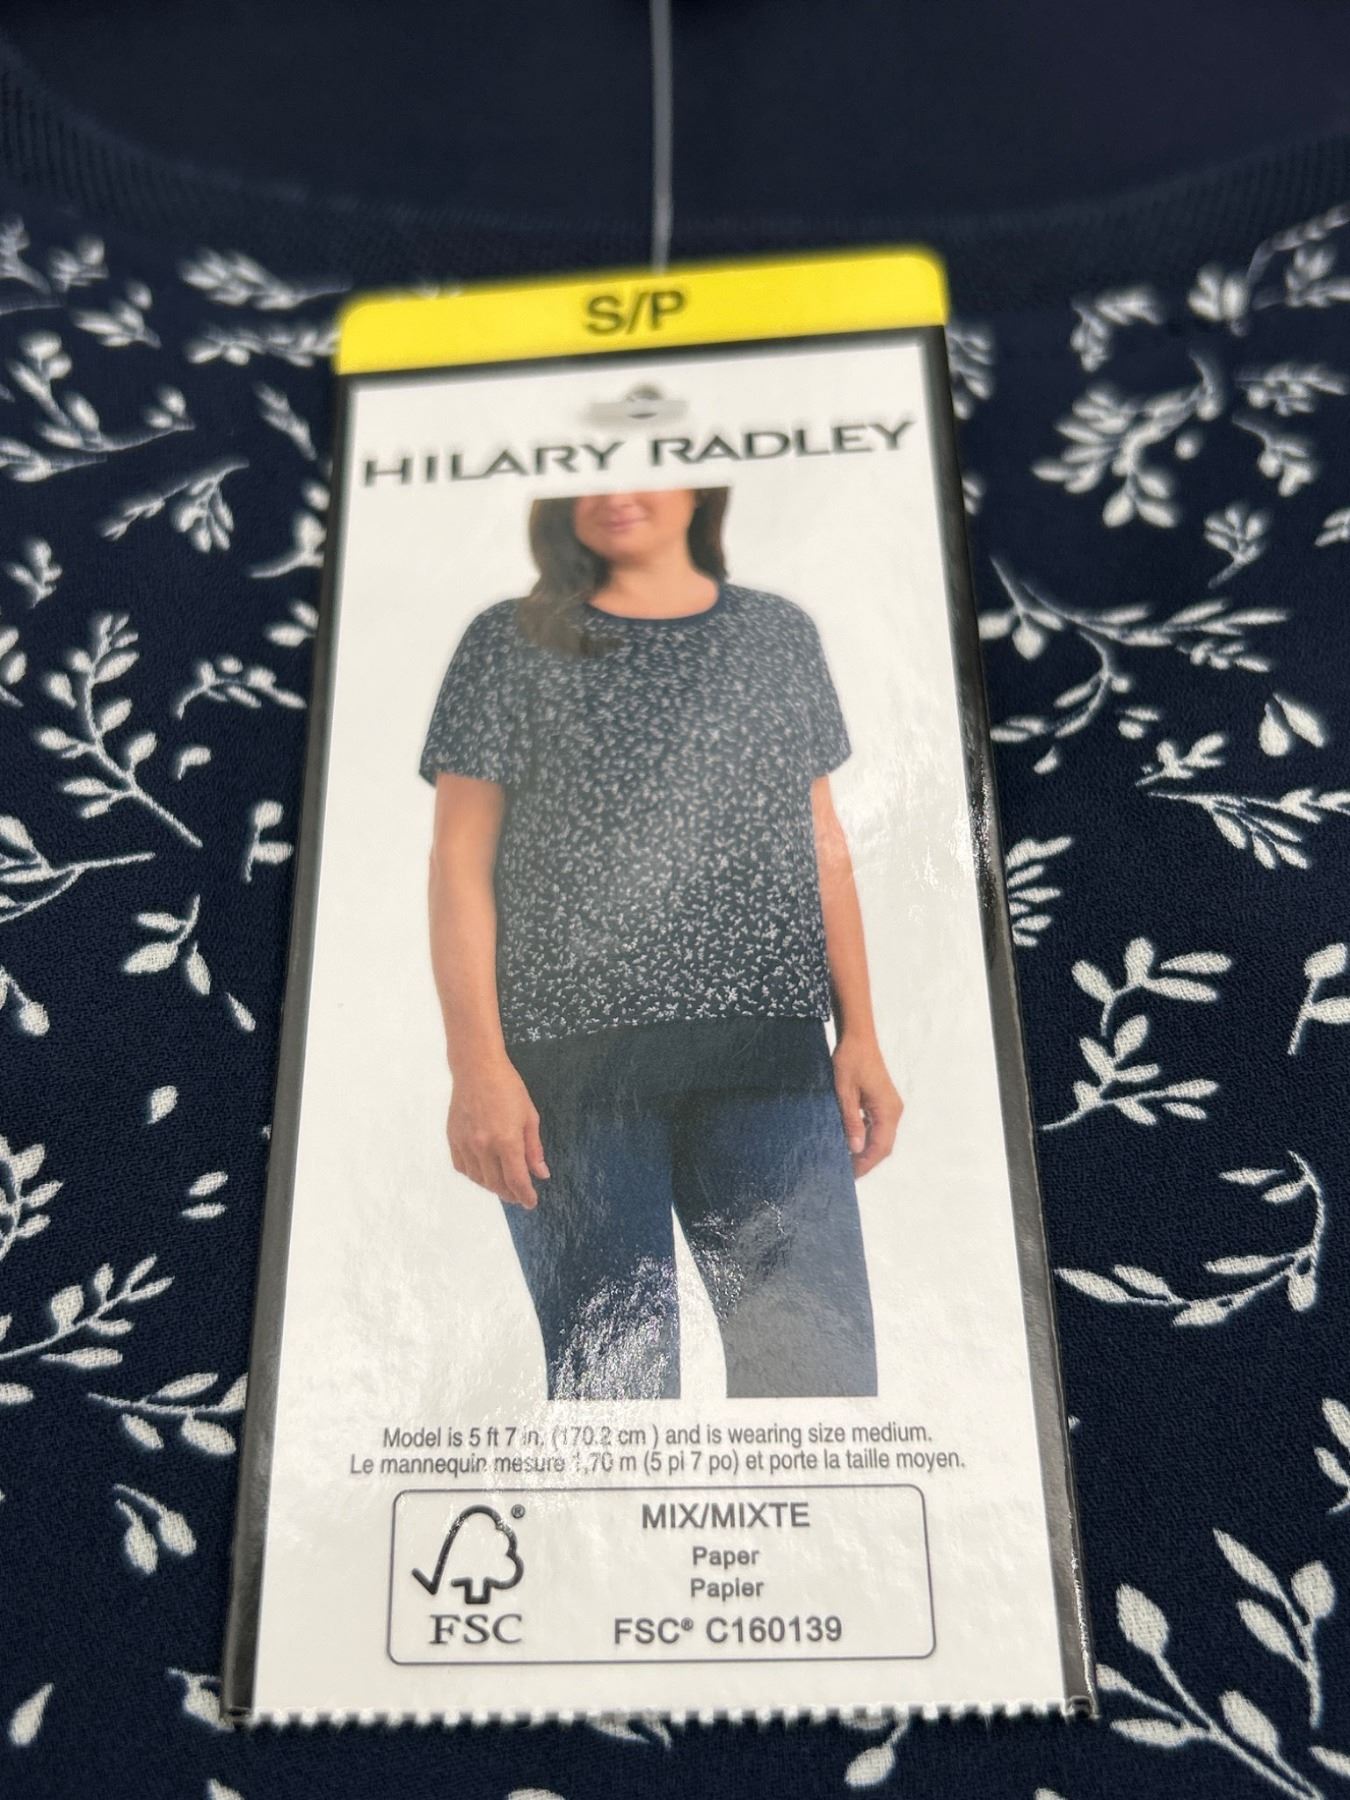 S/P
HILARY RADLEY
Model is 5 ft 7 in. (170.2 cm ) and is wearing size medium.
Le mannequin mesure 1,70 m (5 pi 7 po) et porte la taille moyen.
MIX/MIXTE
Paper
Papier
FSC® C160139
®
FSC